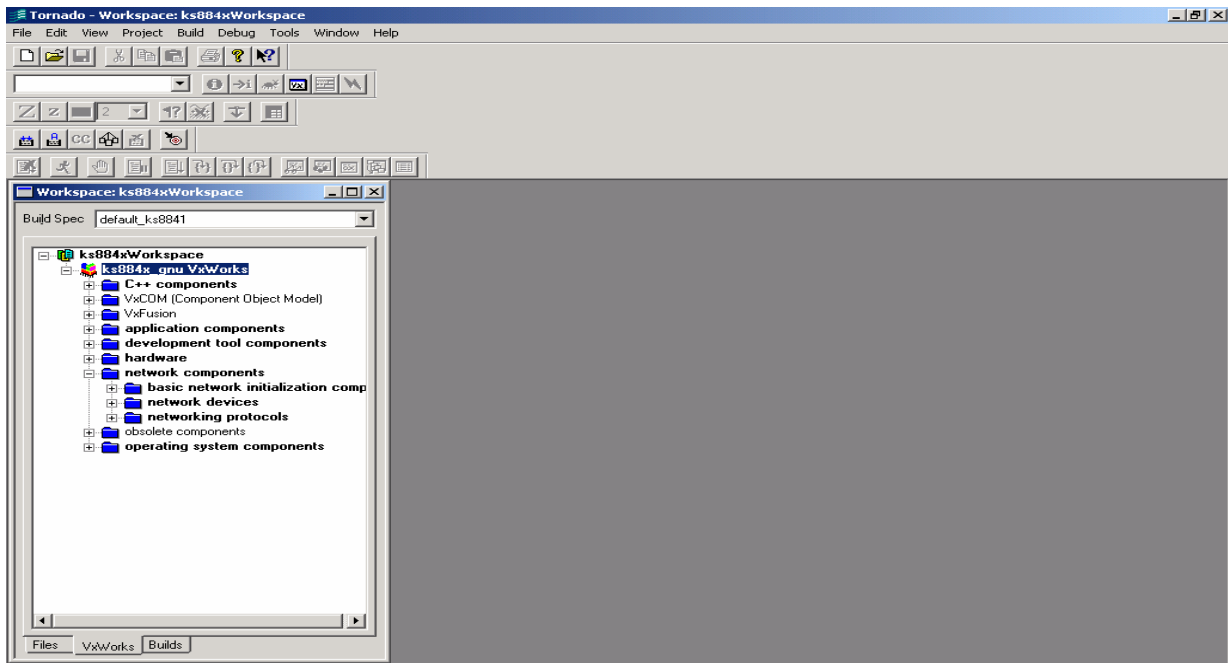 Tornado - Workspace: ks884xWorkspace
File Edit View Project Build Debug Tools Window Help
2
CC
Workspace: ks884xWorkspace
Build Spec default_ks8841
ks884xWorkspace
ks884x_gnu VxWorks
C++ components
VxCOM (Component Object Model)
VxFusion
application components
development tool components
hardware
network components
basic network initialization comp
network devices
networking protocols
obsolete components
operating system components
Files VxWorks Builds